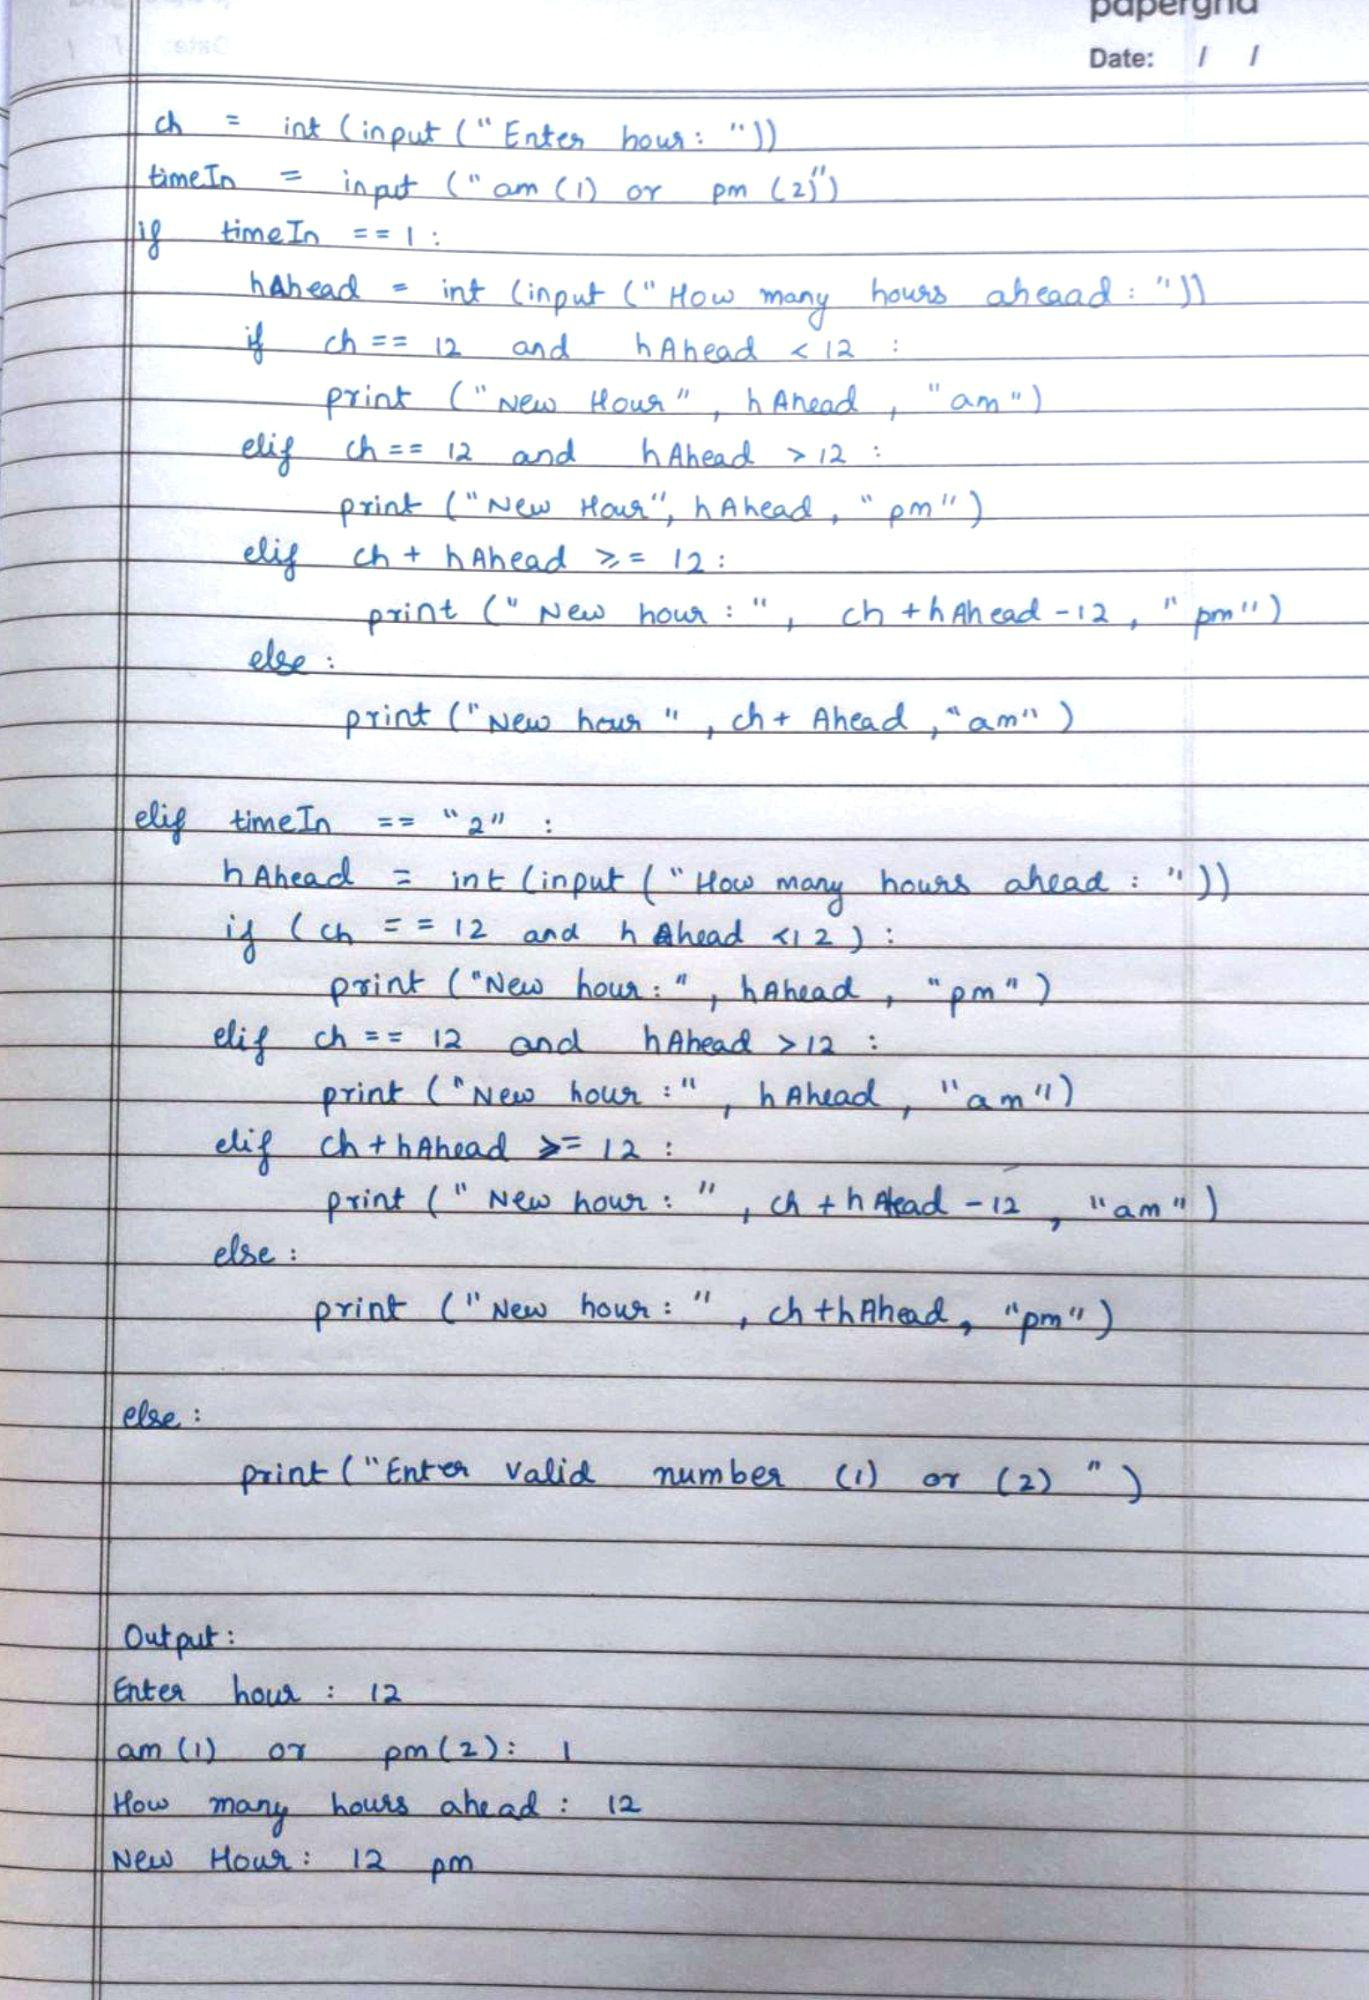 papergrid
Date: / /
ch = int (input ("Enter hour: "))
timeIn = input ("am (1) or pm (2)")
if timeIn == 1 :
hAhead = int (input ("How many hours aheaad : "))
if ch == 12 and hAhead < 12 :
print ("New Hour", hAhead, "am")
elif ch == 12 and hAhead > 12 :
print ("New Hour", hAhead, "pm")
elif ch + hAhead >= 12 :
print ("New hour : ", ch + hAhead - 12, "pm")
else :
print ("New hour ", ch + Ahead, "am")
elif timeIn == "2" :
hAhead = int (input ("How many hours ahead : "))
if (ch == 12 and hAhead <12) :
print ("New hour: ", hAhead, "pm")
elif ch == 12 and hAhead > 12 :
print ("New hour :", hAhead, "am")
elif ch + hAhead >= 12 :
print (" New hour : ", ch + hAhead - 12, "am")
else :
print ("New hour : ", ch + hAhead, "pm")
else :
print ("Enter valid number (1) or (2) ")
Output :
Enter hour : 12
am (1) or pm (2) : 1
How many hours ahead : 12
New Hour : 12 pm